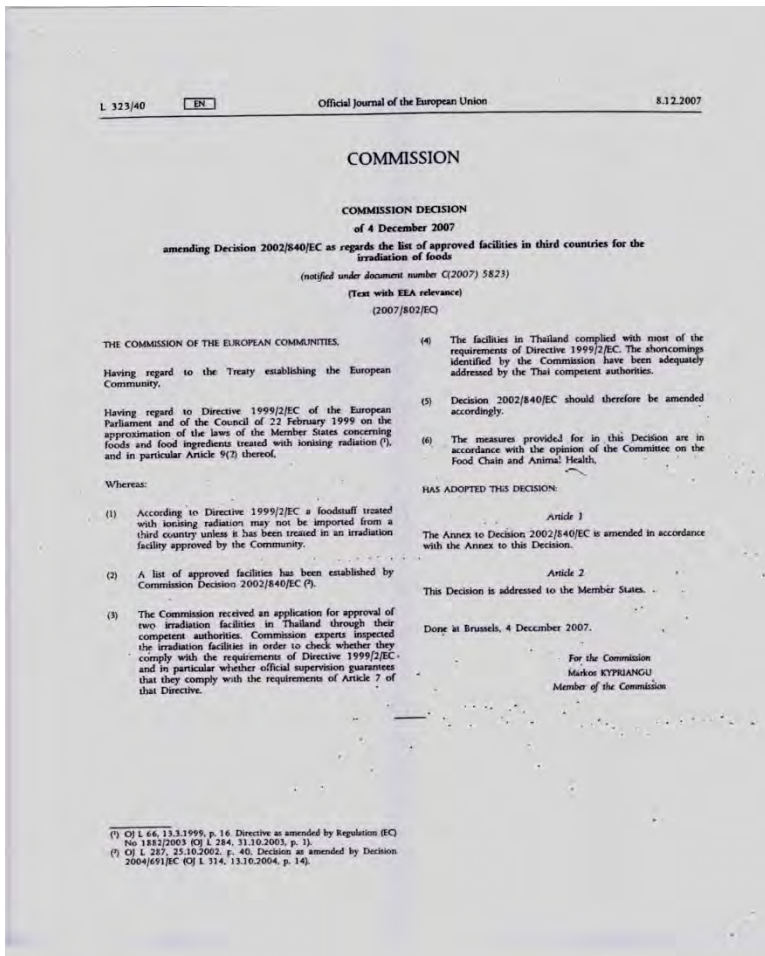 L 323/40 EN Official Journal of the European Union 8.12.2007
COMMISSION
COMMISSION DECISION
of 4 December 2007
amending Decision 2002/840/EC as regards the list of approved facilities in third countries for the
irradiation of foods
(notified under document number C(2007) 5823)
(Text with EEA relevance)
(2007/802/EC)
THE COMMISSION OF THE EUROPEAN COMMUNITIES,
Having regard to the Treaty establishing the European
Community,
Having regard to Directive 1999/2/EC of the European
Parliament and of the Council of 22 February 1999 on the
approximation of the laws of the Member States concerning
foods and food ingredients treated with ionising radiation (¹),
and in particular Article 9(2) thereof,
Whereas:
(1) According to Directive 1999/2/EC a foodstuff treated
with ionising radiation may not be imported from a
third country unless it has been treated in an irradiation
facility approved by the Community.
(2) A list of approved facilities has been established by
Commission Decision 2002/840/EC (²).
(3) The Commission received an application for approval of
two irradiation facilities in Thailand through their
competent authorities. Commission experts inspected
the irradiation facilities in order to check whether they
comply with the requirements of Directive 1999/2/EC
and in particular whether official supervision guarantees
that they comply with the requirements of Article 7 of
that Directive.
(4) The facilities in Thailand complied with most of the
requirements of Directive 1999/2/EC. The shortcomings
identified by the Commission have been adequately
addressed by the Thai competent authorities.
(5) Decision 2002/840/EC should therefore be amended
accordingly.
(6) The measures provided for in this Decision are in
accordance with the opinion of the Committee on the
Food Chain and Animal Health,
HAS ADOPTED THIS DECISION:
Article 1
The Annex to Decision 2002/840/EC is amended in accordance
with the Annex to this Decision.
Article 2
This Decision is addressed to the Member States.
Done at Brussels, 4 December 2007.
For the Commission
Markos KYPRIANOU
Member of the Commission
(¹) OJ L 66, 13.3.1999, p. 16. Directive as amended by Regulation (EC)
No 1882/2003 (OJ L 284, 31.10.2003, p. 1).
(²) OJ L 287, 25.10.2002, p. 40. Decision as amended by Decision
2004/691/EC (OJ L 314, 13.10.2004, p. 14).